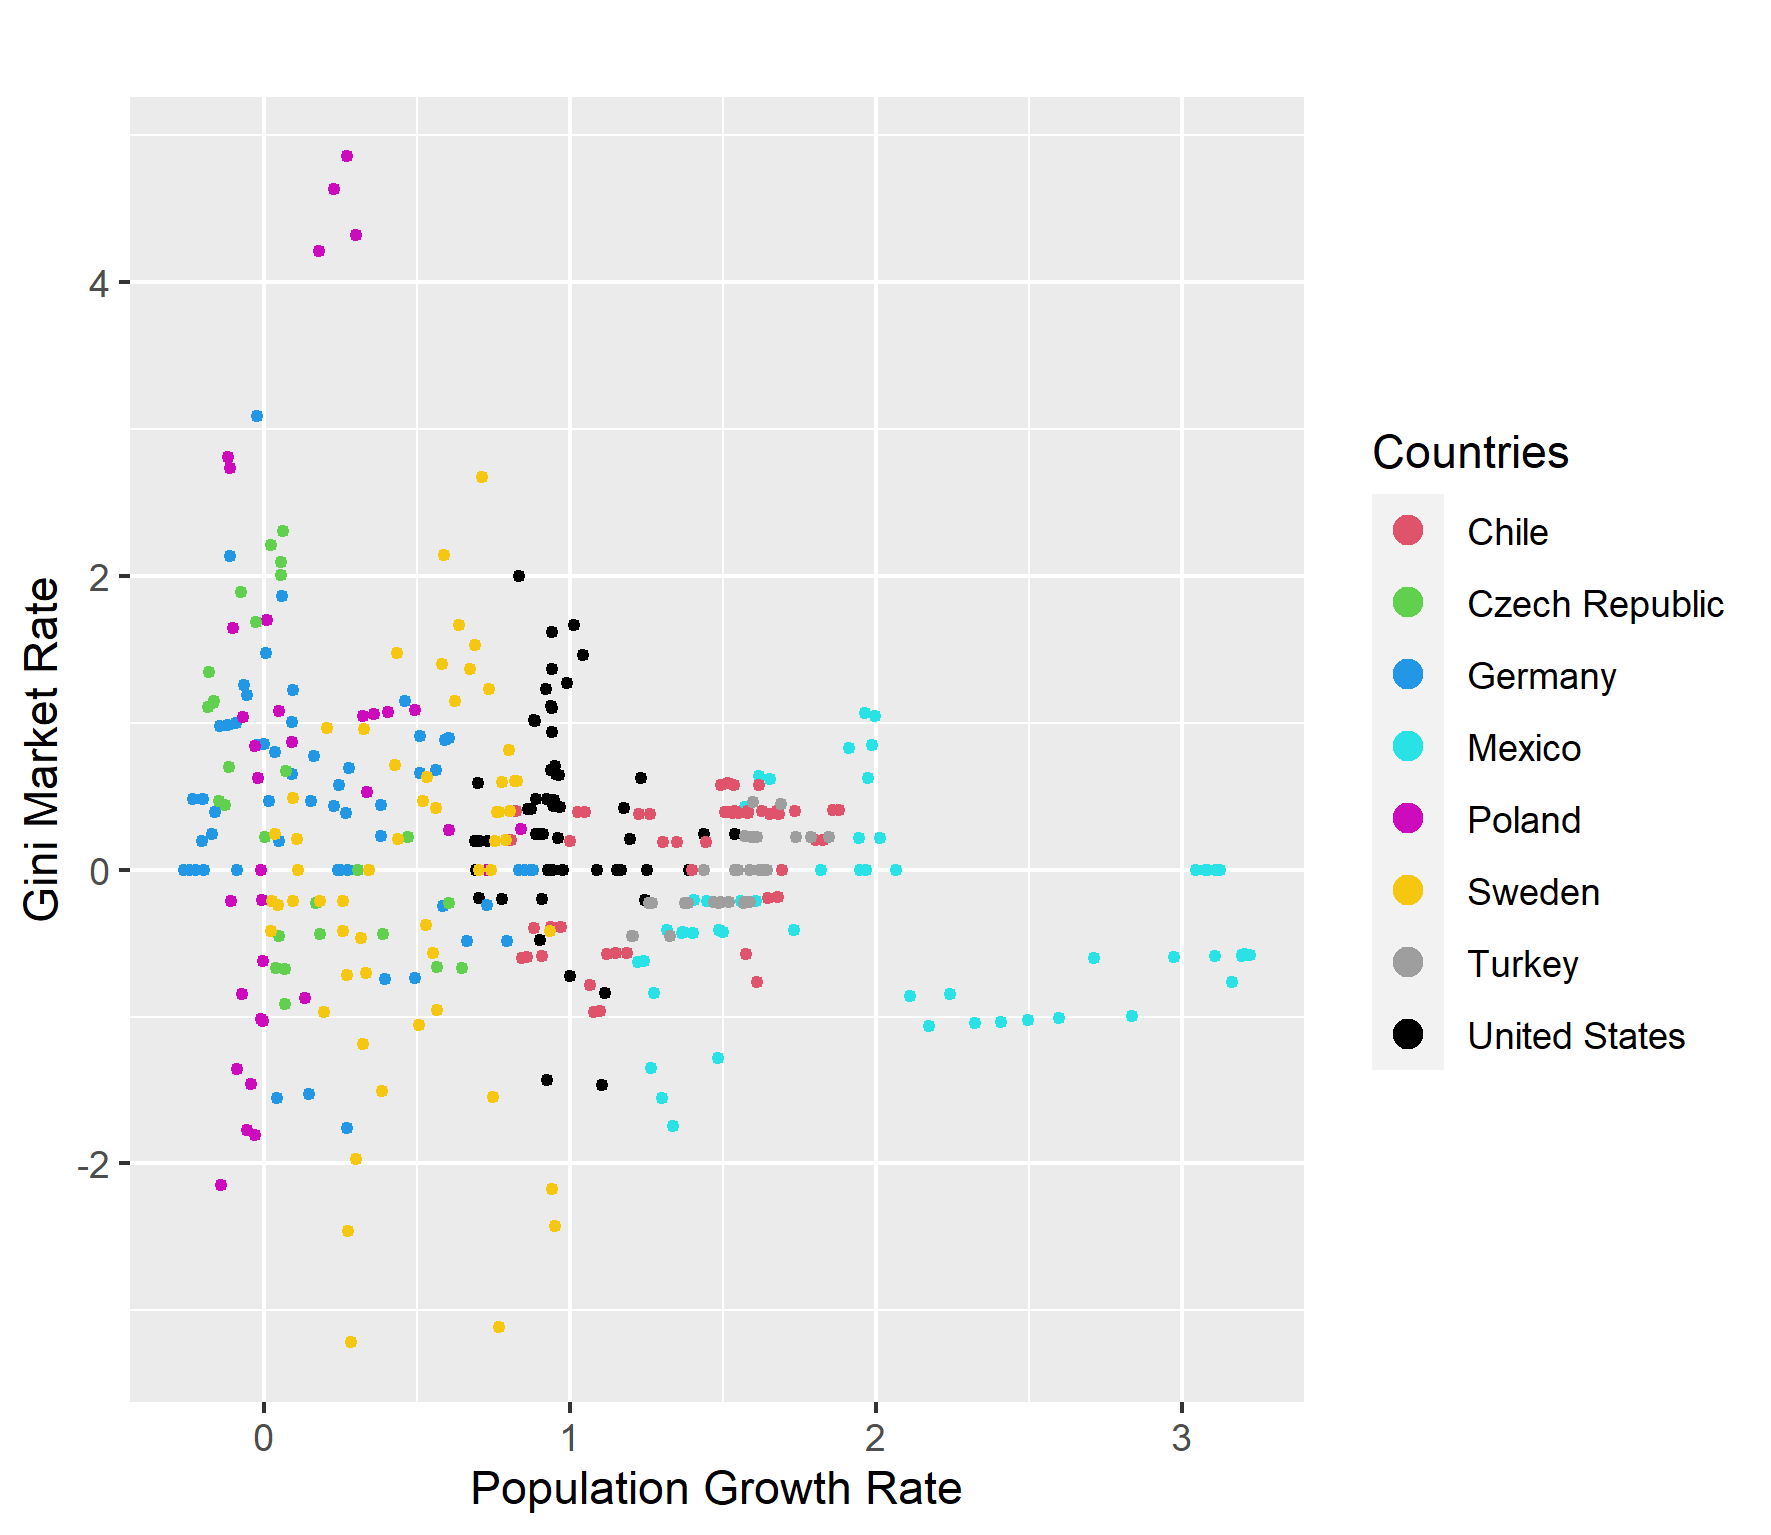 Gini Market Rate
4
2
0
-2
0 1 2 3
Population Growth Rate
Countries
Chile
Czech Republic
Germany
Mexico
Poland
Sweden
Turkey
United States